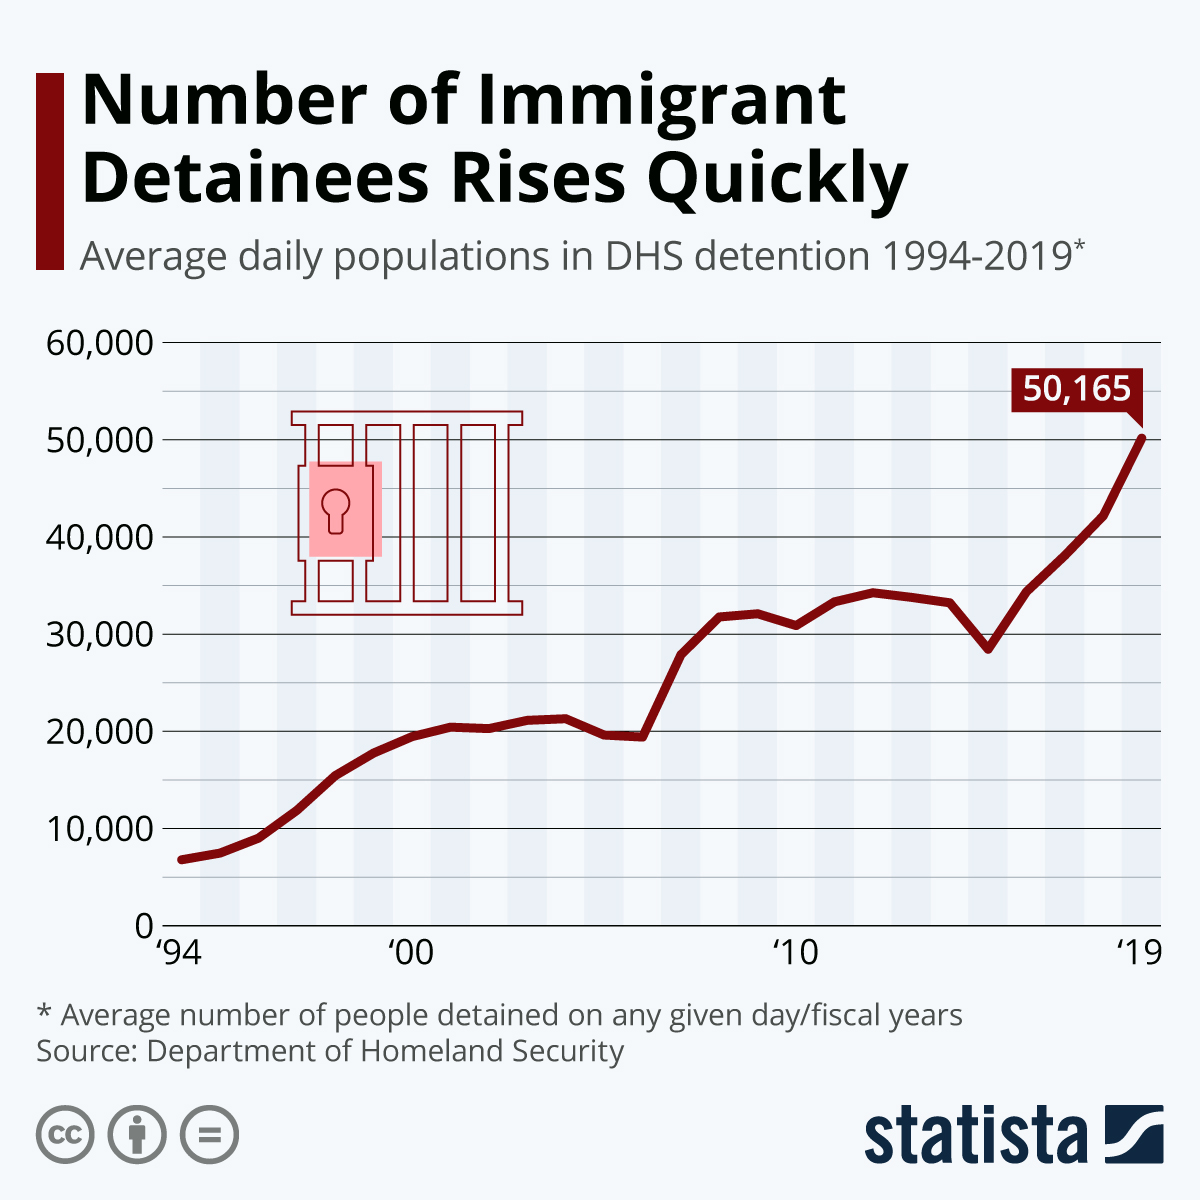 Number of Immigrant
Detainees Rises Quickly
Average daily populations in DHS detention 1994-2019*
60,000
50,165
50,000
40,000
30,000
20,000
10,000
0
‘94 ‘00 ‘10 ‘19
* Average number of people detained on any given day/fiscal years
Source: Department of Homeland Security
cc =
statista